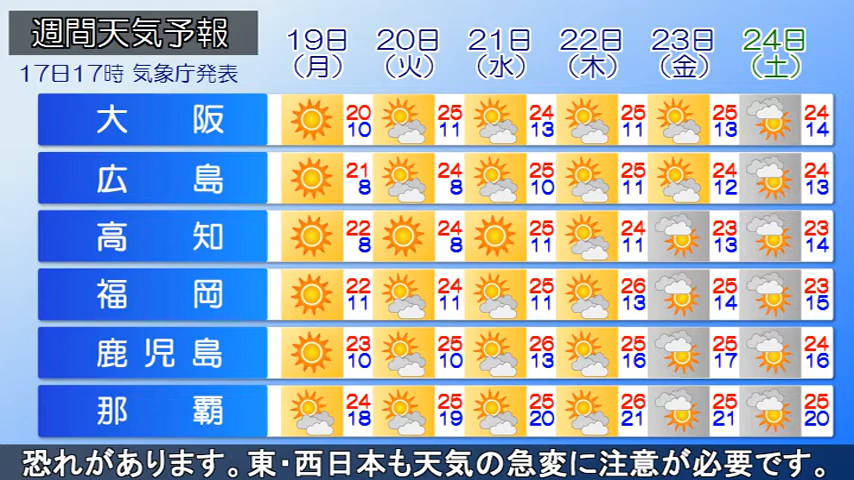 週間天気予報
17日17時 気象庁発表
19日 20日 21日 22日 23日 24日
(月) (火) (水) (木) (金) (土)
大阪 20 25 24 25 25 24
10 11 13 11 13 14
広島 21 24 25 25 24 24
8 8 10 11 12 13
高知 22 24 25 24 23 23
8 8 11 11 13 14
福岡 22 24 25 26 25 23
11 11 11 13 14 15
鹿児島 23 25 26 25 25 24
10 10 13 16 17 16
那覇 24 25 25 26 25 25
18 19 20 21 21 20
恐れがあります。東・西日本も天気の急変に注意が必要です。